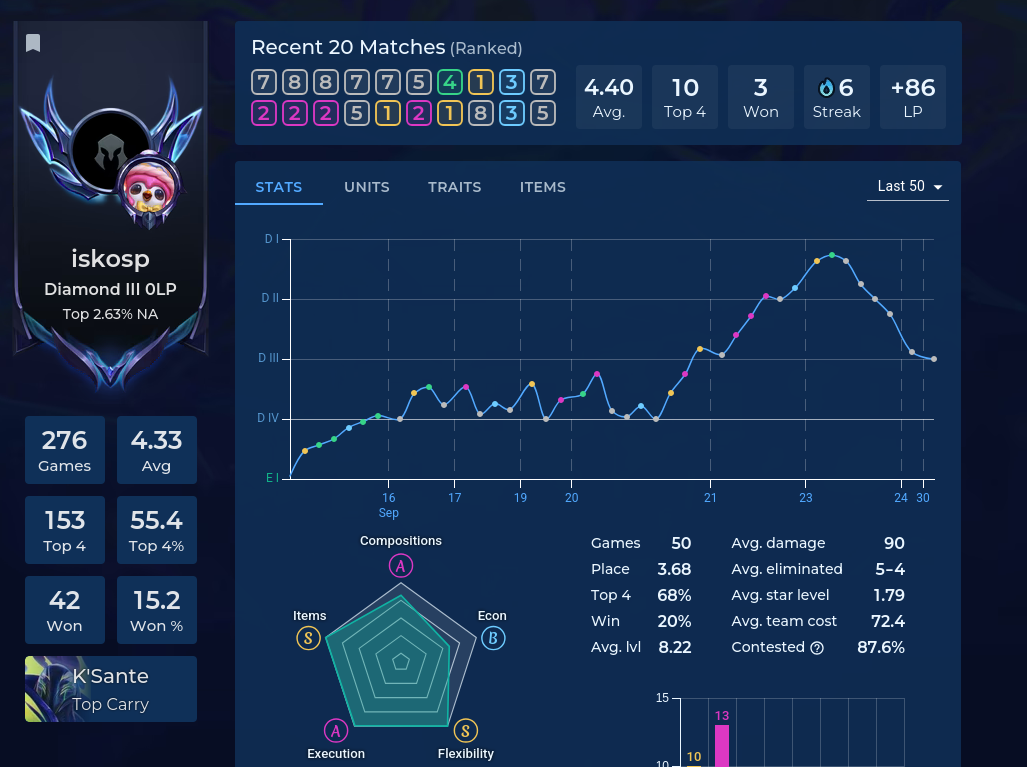 iskosp
Diamond III 0LP
Top 2.63% NA
276
Games
4.33
Avg
153
Top 4
55.4
Top 4%
42
Won
15.2
Won %
K'Sante
Top Carry
Recent 20 Matches (Ranked)
7 8 8 7 7 5 4 1 3 7
2 2 2 5 1 2 1 8 3 5
4.40
Avg.
10
Top 4
3
Won
6
Streak
+86
LP
STATS UNITS TRAITS ITEMS
Last 50
D I
D II
D III
D IV
E I
16 17 19 20 21 23 24 30
Sep
Compositions
A
Items
S
Econ
B
A
Execution
S
Flexibility
Games 50
Place 3.68
Top 4 68%
Win 20%
Avg. lvl 8.22
Avg. damage 90
Avg. eliminated 5-4
Avg. star level 1.79
Avg. team cost 72.4
Contested ? 87.6%
15
13
10
10